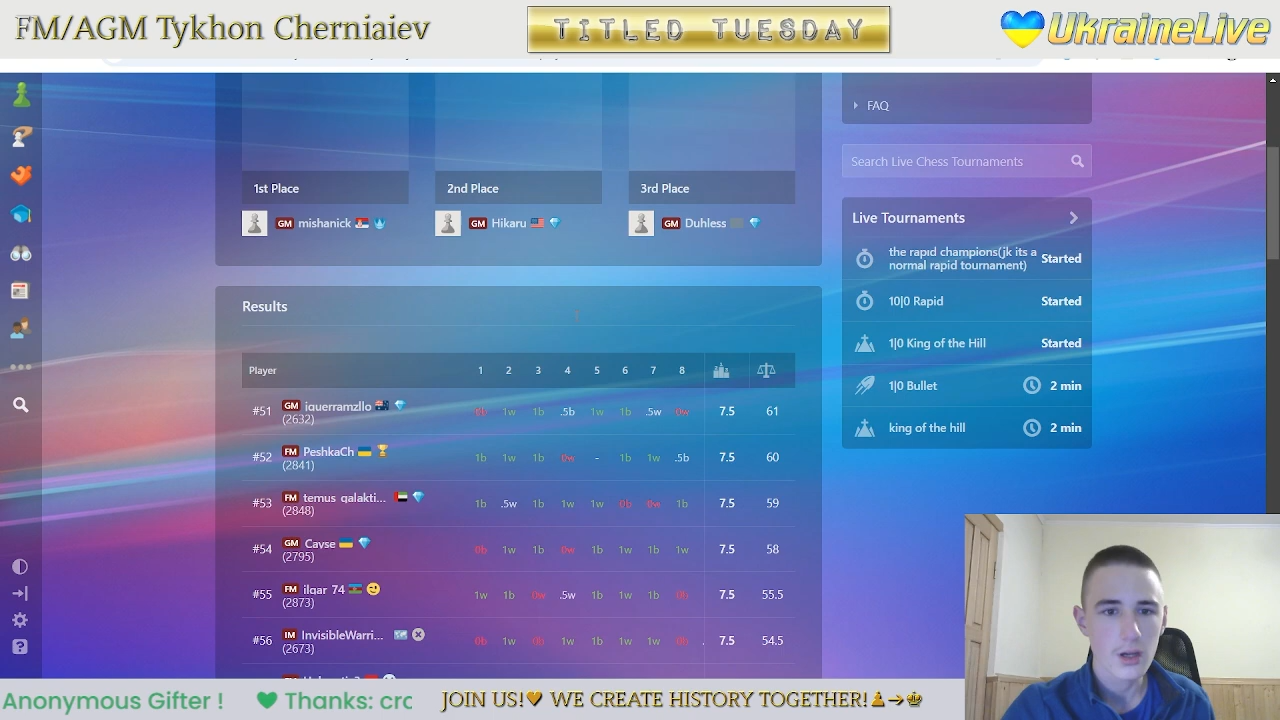 FM/AGM Tykhon Cherniaiev
TITLED TUESDAY
UkraineLive
FAQ
Search Live Chess Tournaments
1st Place
2nd Place
3rd Place
GM mishanick
GM Hikaru
GM Duhless
Live Tournaments
the rapid champions(jk its a normal rapid tournament) Started
10|0 Rapid Started
1|0 King of the Hill Started
1|0 Bullet 2 min
king of the hill 2 min
Results
Player 1 2 3 4 5 6 7 8
#51 GM iguerramzllo (2632) 0b 1w 1b .5b 1w 1b .5w 0w 7.5 61
#52 FM PeshkaCh (2841) 1b 1w 1b 0w - 1b 1w .5b 7.5 60
#53 FM temus_galakti... (2848) 1b .5w 1b 1w 1w 0b 0w 1b 7.5 59
#54 GM Cayse (2795) 0b 1w 1b 0w 1b 1w 1b 1w 7.5 58
#55 FM ilqar_74 (2873) 1w 1b 0w .5w 1b 1w 1b 0b 7.5 55.5
#56 IM InvisibleWarri... (2673) 0b 1w 0b 1w 1b 1w 1w 0b . 7.5 54.5
Anonymous Gifter !
Thanks: crc
JOIN US! WE CREATE HISTORY TOGETHER!